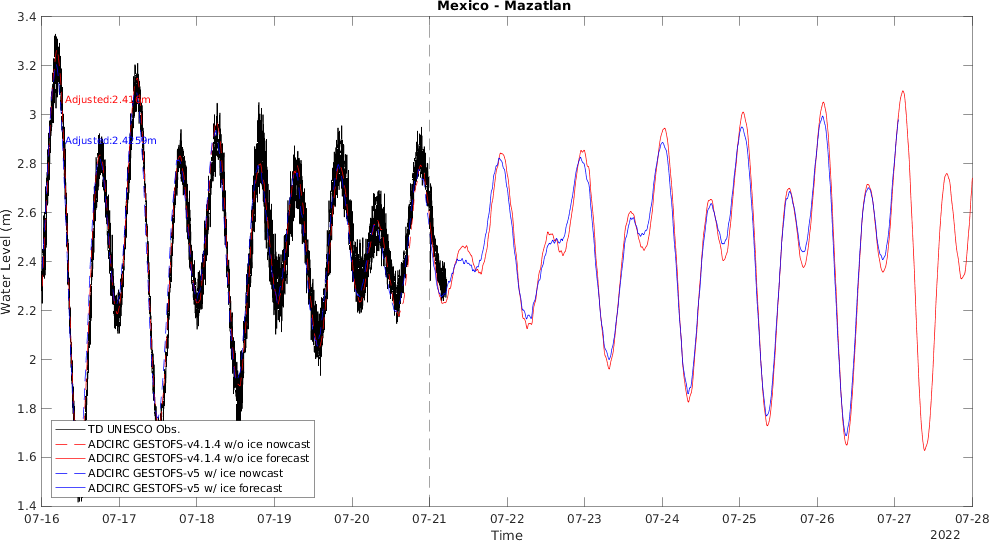 Mexico - Mazatlan
3.4
3.2
3
2.8
2.6
2.4
2.2
2
1.8
1.6
1.4
Water Level (m)
Adjusted:2.4259m
TD UNESCO Obs.
ADCIRC GESTOFS-v4.1.4 w/o ice nowcast
ADCIRC GESTOFS-v4.1.4 w/o ice forecast
ADCIRC GESTOFS-v5 w/ ice nowcast
ADCIRC GESTOFS-v5 w/ ice forecast
07-16 07-17 07-18 07-19 07-20 07-21 07-22 07-23 07-24 07-25 07-26 07-27 07-28
Time
2022